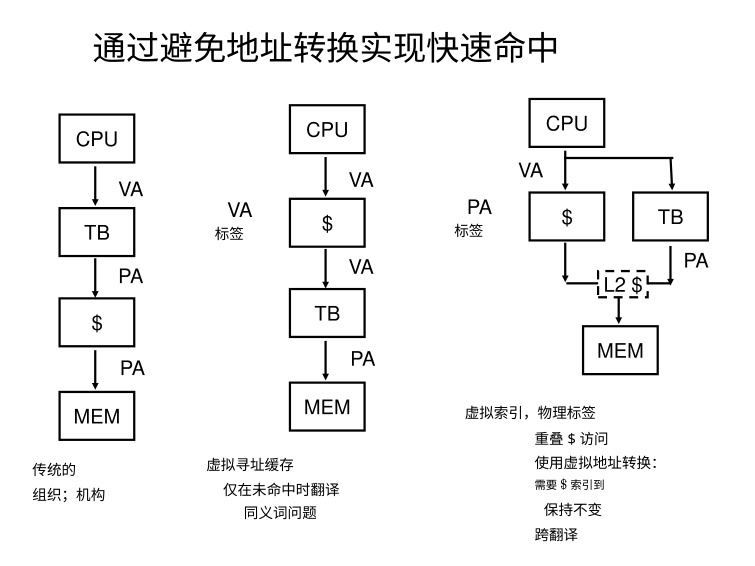 通过避免地址转换实现快速命中
CPU
VA
TB
PA
$
PA
MEM
传统的
组织；机构
CPU
VA
VA
标签
$
VA
TB
PA
MEM
虚拟寻址缓存
仅在未命中时翻译
同义词问题
CPU
VA
PA
标签
$
TB
PA
L2 $
MEM
虚拟索引，物理标签
重叠 $ 访问
使用虚拟地址转换：
需要 $ 索引到
保持不变
跨翻译